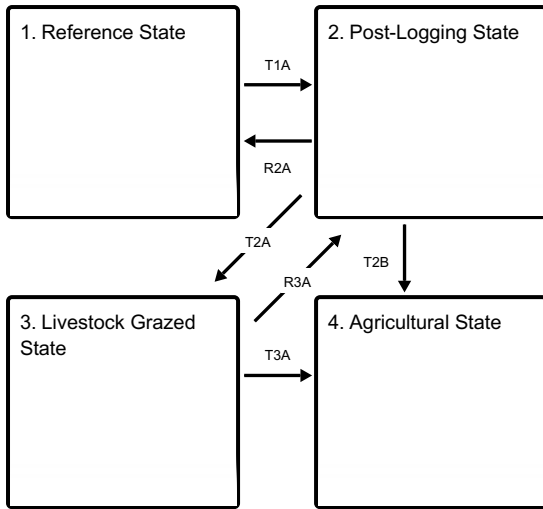 1. Reference State
2. Post-Logging State
T1A
R2A
T2A
R3A
T2B
3. Livestock Grazed
State
4. Agricultural State
T3A